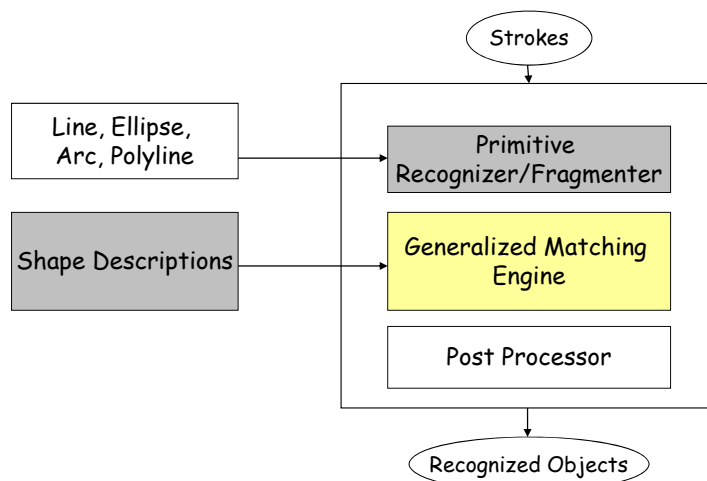 Strokes
Line, Ellipse,
Arc, Polyline
Primitive
Recognizer/Fragmenter
Shape Descriptions
Generalized Matching
Engine
Post Processor
Recognized Objects